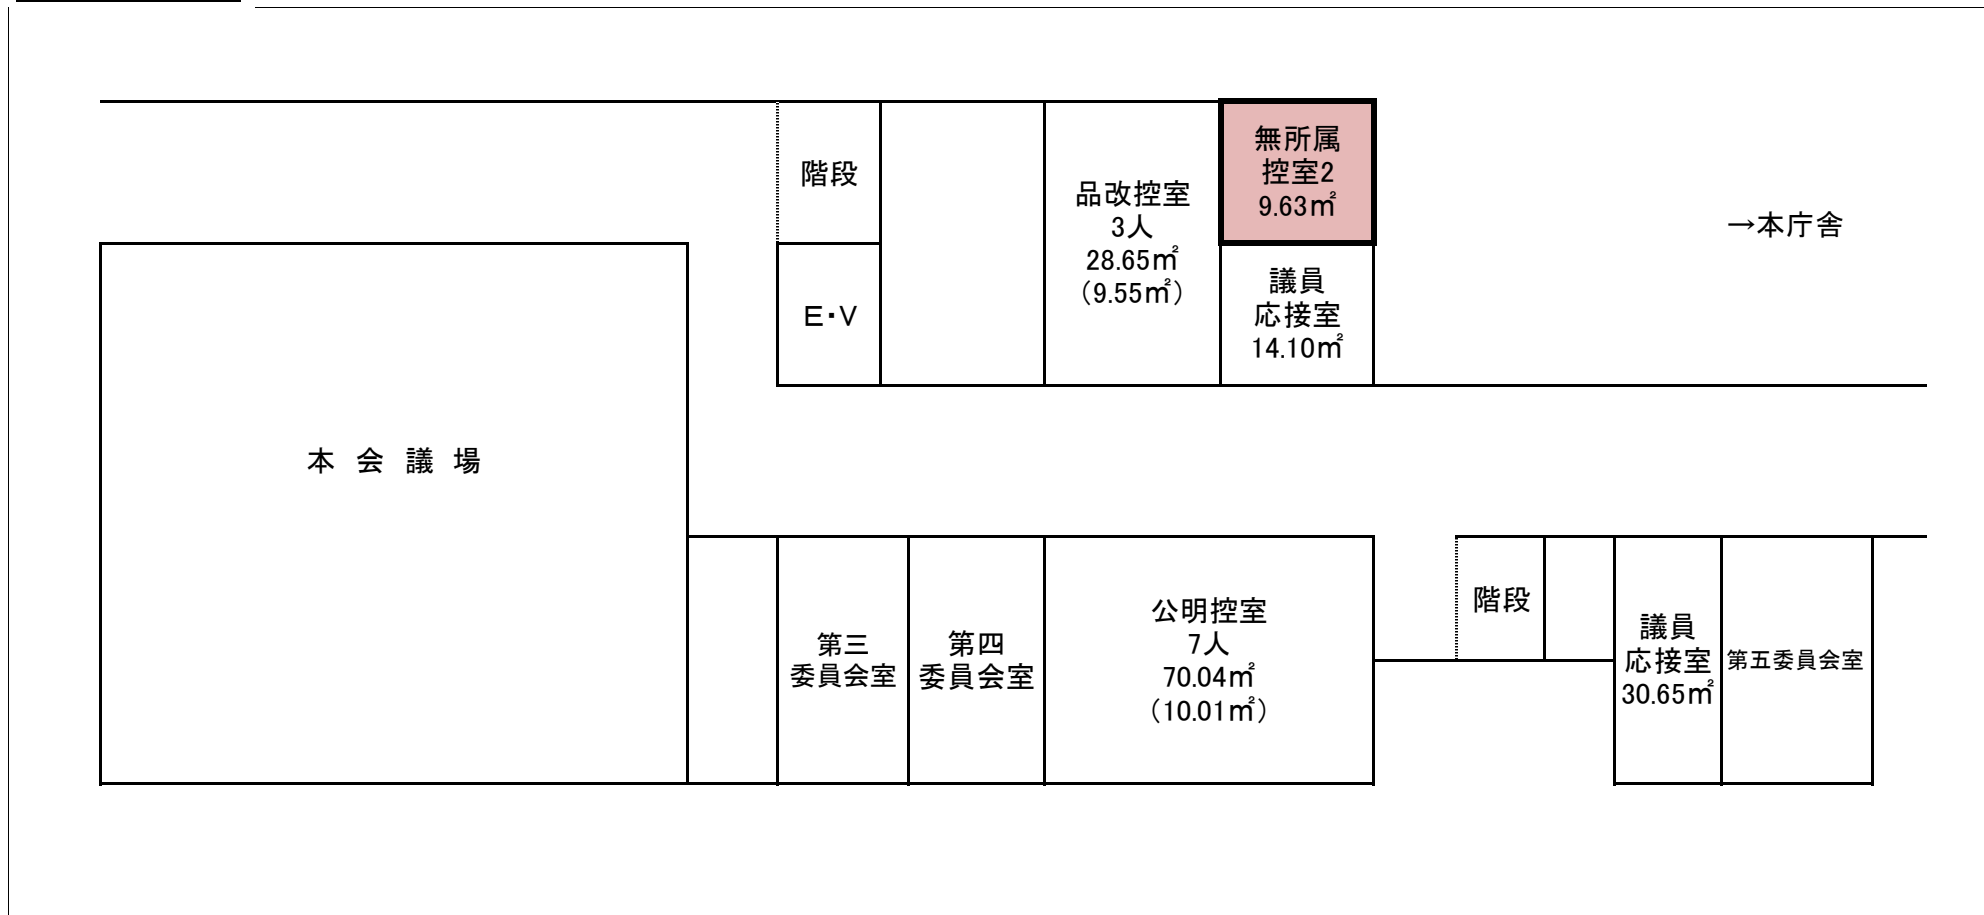 階段
E・V
品改控室
3人
28.65㎡
(9.55㎡)
無所属
控室2
9.63㎡
議員
応接室
14.10㎡
→本庁舎
本 会 議 場
第三
委員会室
第四
委員会室
公明控室
7人
70.04㎡
(10.01㎡)
階段
議員
応接室
30.65㎡
第五委員会室